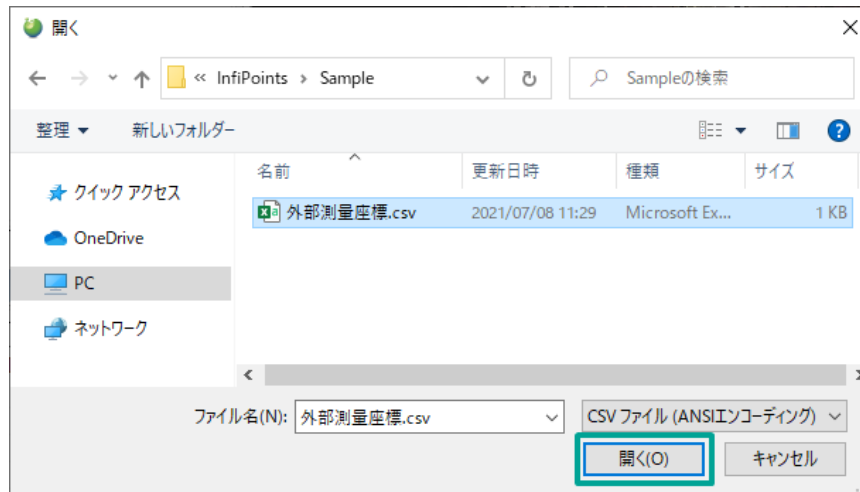 開く
« InfiPoints › Sample
Sampleの検索
整理
新しいフォルダー
名前 更新日時 種類 サイズ
クイック アクセス
外部測量座標.csv 2021/07/08 11:29 Microsoft Ex... 1 KB
OneDrive
PC
ネットワーク
ファイル名(N): 外部測量座標.csv CSV ファイル (ANSIエンコーディング)
開く(O) キャンセル